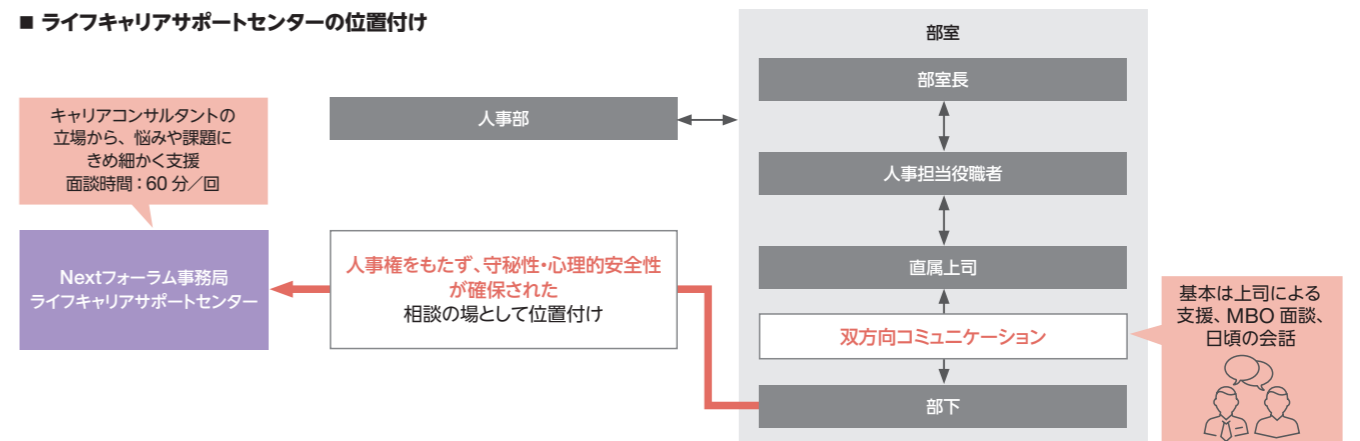 ■ ライフキャリアサポートセンターの位置付け
部室
部室長
キャリアコンサルタントの
立場から、悩みや課題に
きめ細かく支援
面談時間：60 分／回
人事部
人事担当役職者
Nextフォーラム事務局
ライフキャリアサポートセンター
人事権をもたず、守秘性・心理的安全性
が確保された
相談の場として位置付け
直属上司
双方向コミュニケーション
部下
基本は上司による
支援、MBO 面談、
日頃の会話